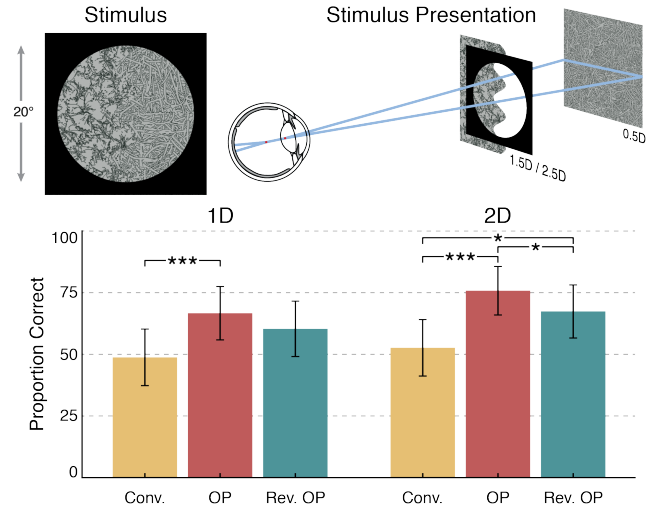 Stimulus
Stimulus Presentation
20°
0.5D
1.5D / 2.5D
1D
2D
Proportion Correct
100
75
50
25
0
***
*
***
*
Conv.
OP
Rev. OP
Conv.
OP
Rev. OP